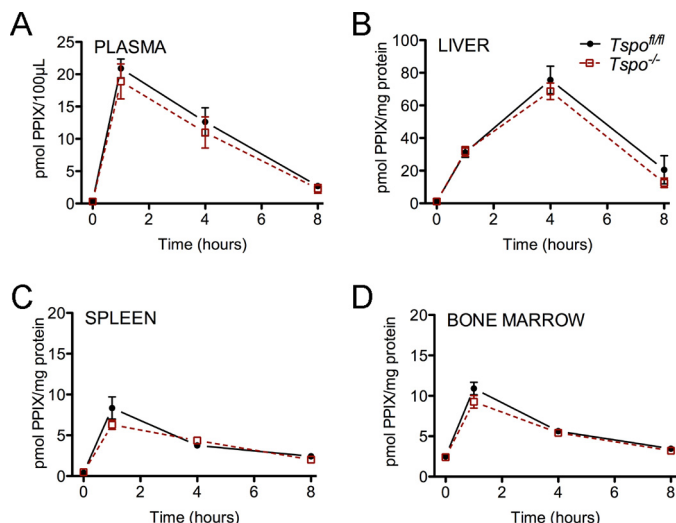 A
PLASMA
pmol PPIX/100µL
25
20
15
10
5
0
0 2 4 6 8
Time (hours)
B
LIVER
Tspofl/fl
Tspo-/-
pmol PPIX/mg protein
100
80
60
40
20
0
0 2 4 6 8
Time (hours)
C
SPLEEN
pmol PPIX/mg protein
20
15
10
5
0
0 2 4 6 8
Time (hours)
D
BONE MARROW
pmol PPIX/mg protein
20
15
10
5
0
0 2 4 6 8
Time (hours)